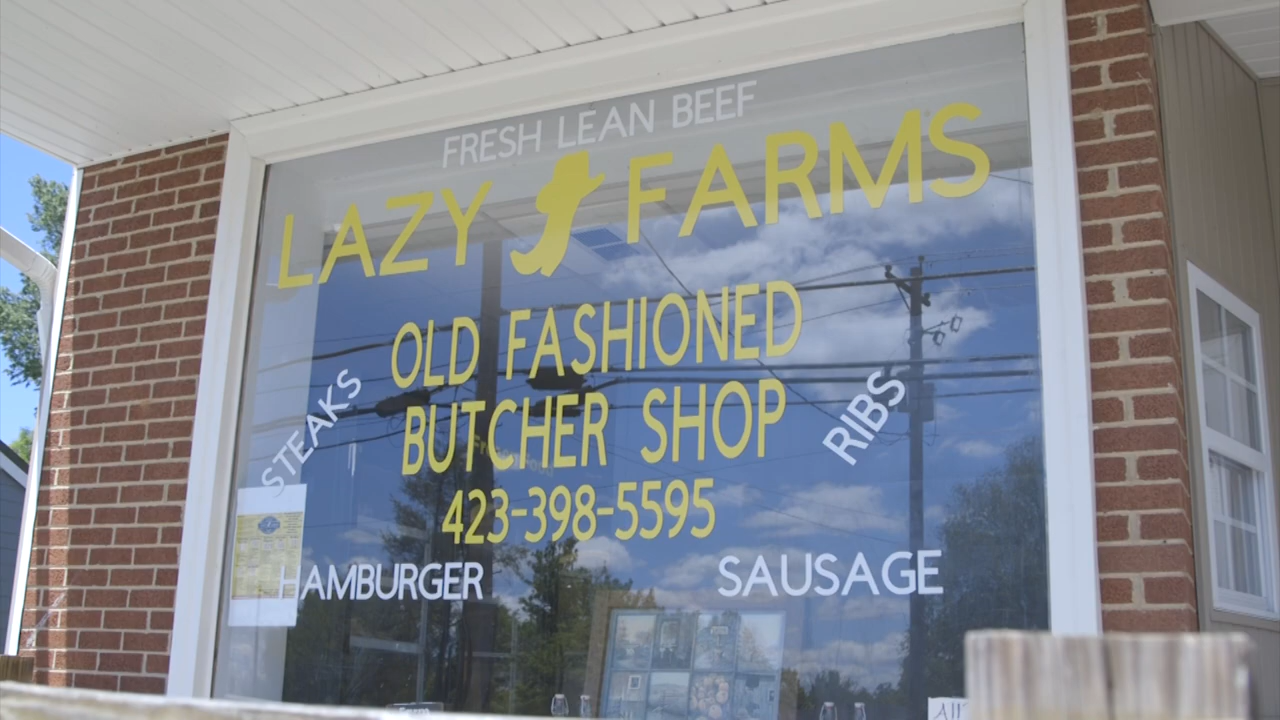 FRESH LEAN BEEF
LAZY FARMS
OLD FASHIONED
BUTCHER SHOP
423-398-5595
STEAKS
RIBS
HAMBURGER
SAUSAGE